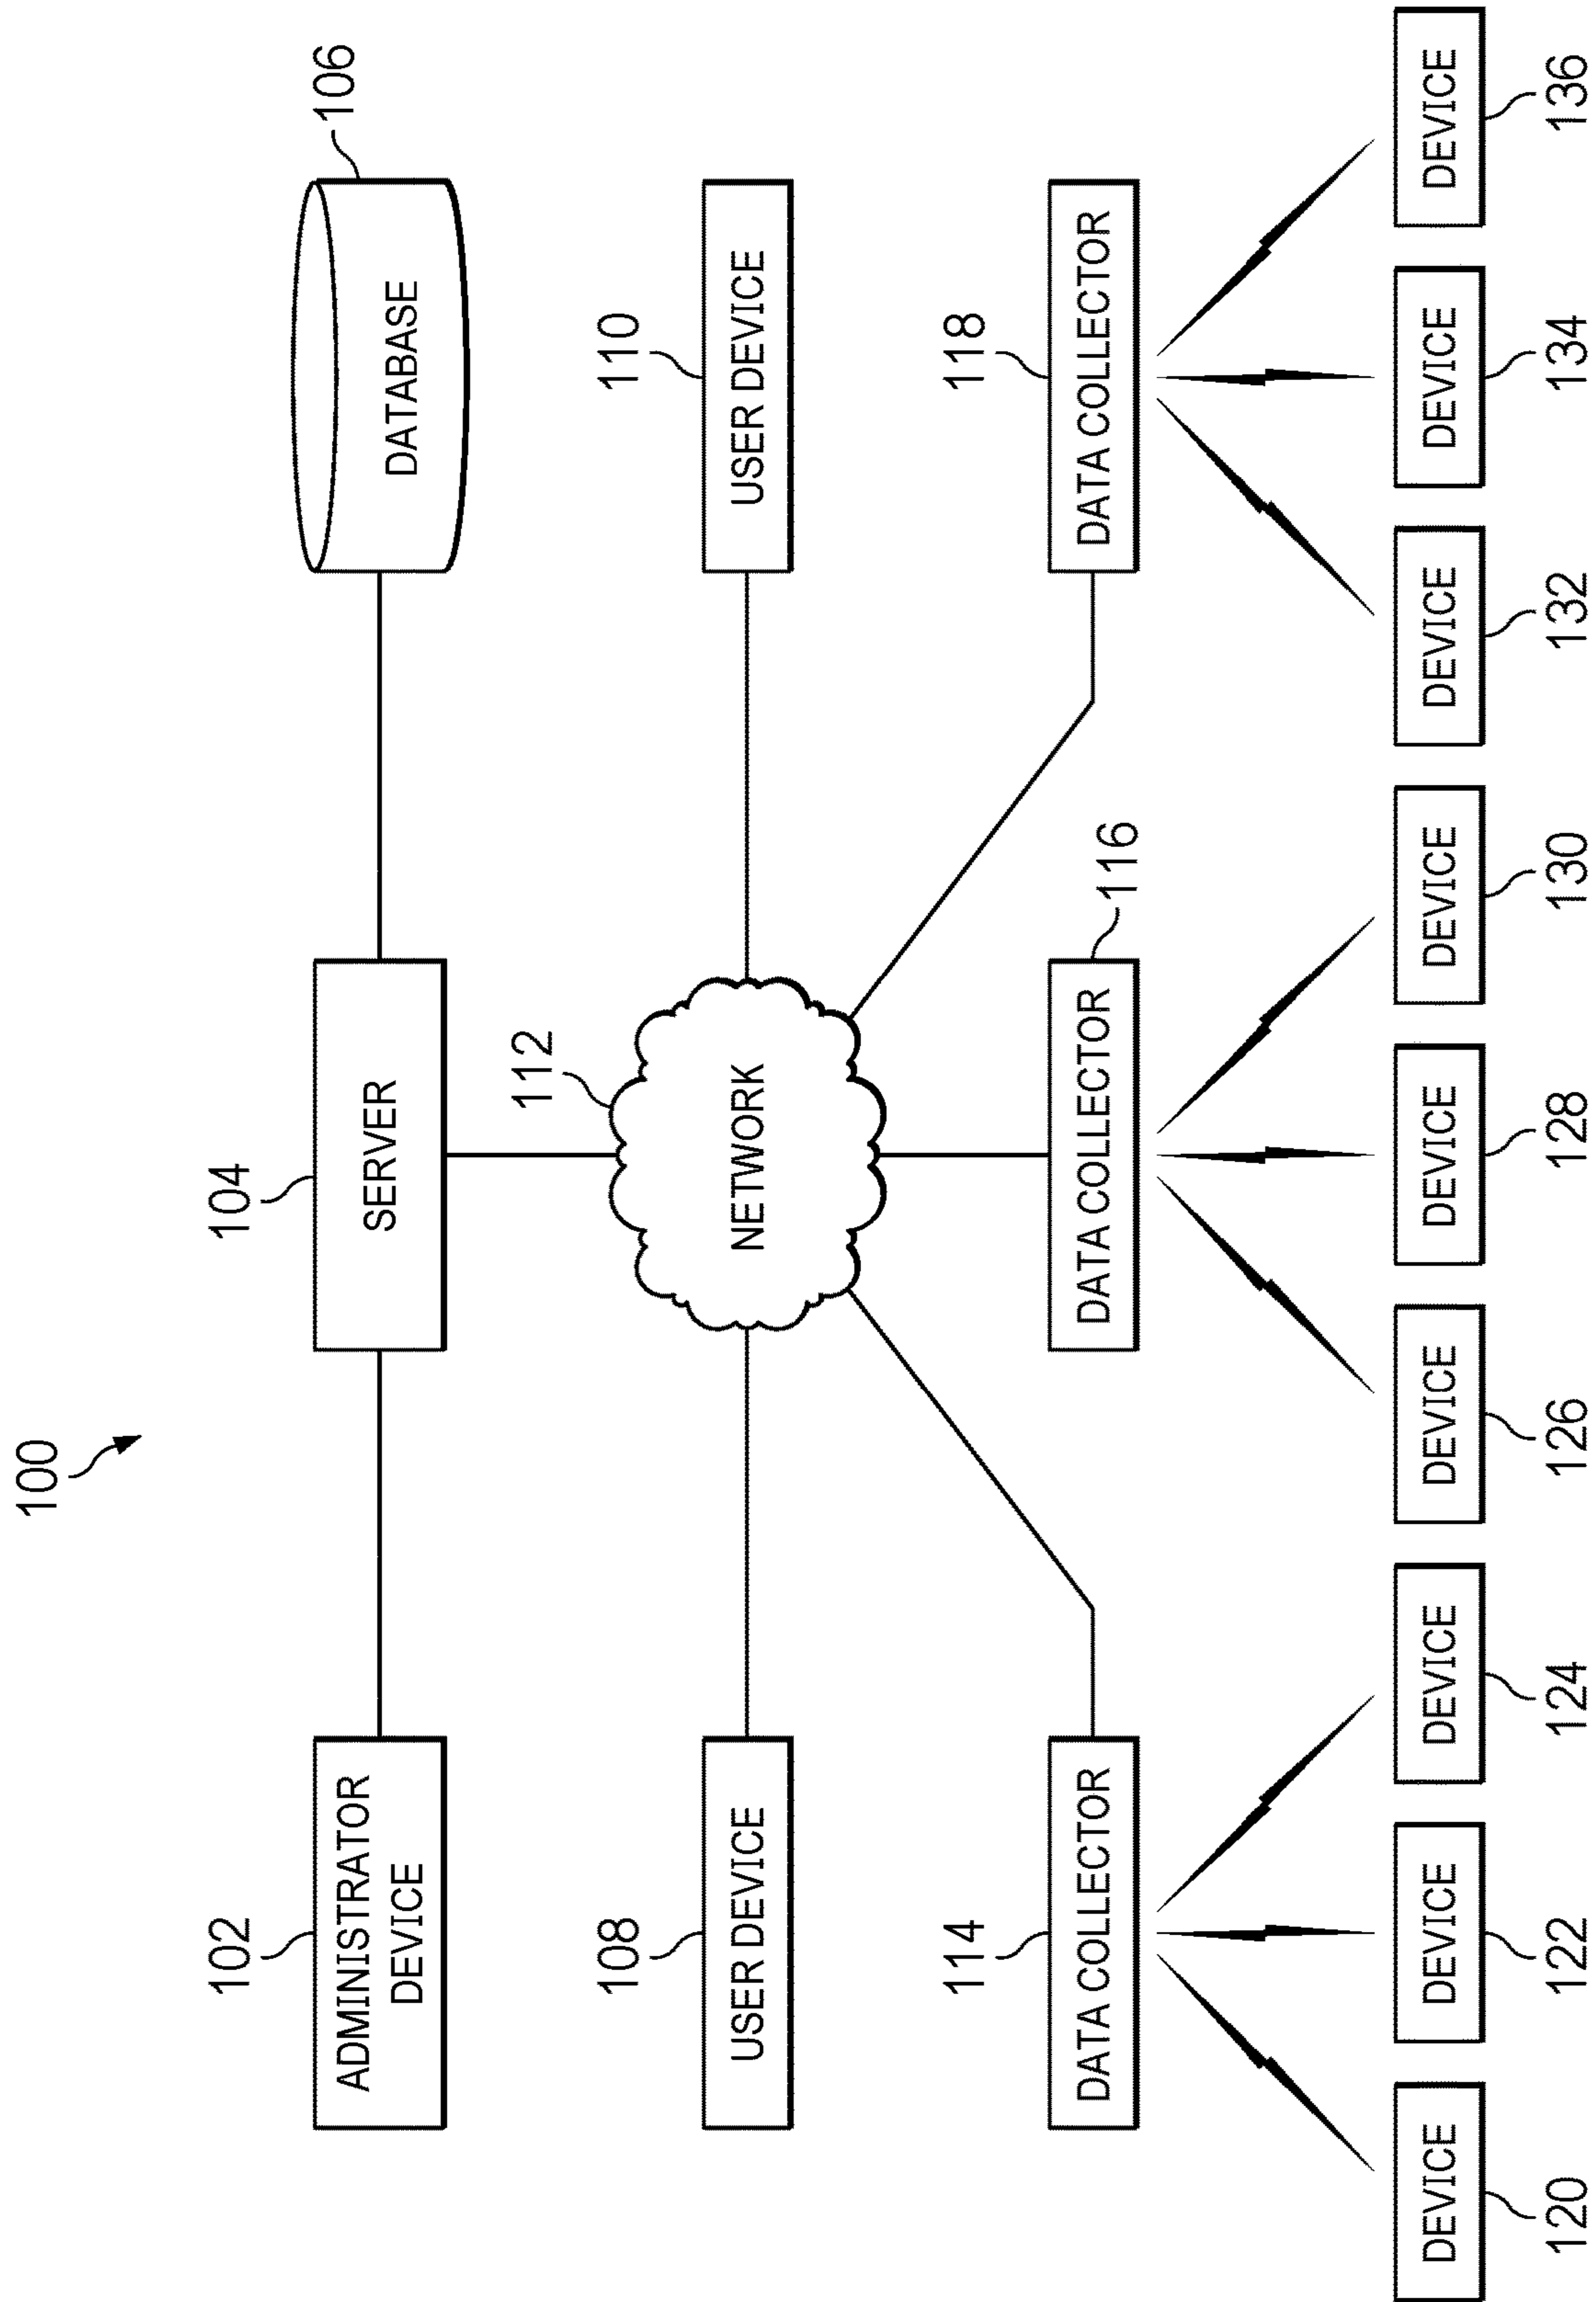 100
102
104
106
ADMINISTRATOR
DEVICE
SERVER
DATABASE
112
108
110
USER DEVICE
NETWORK
USER DEVICE
114
116
118
DATA COLLECTOR
DATA COLLECTOR
DATA COLLECTOR
DEVICE
DEVICE
DEVICE
DEVICE
DEVICE
DEVICE
DEVICE
DEVICE
DEVICE
120
122
124
126
128
130
132
134
136